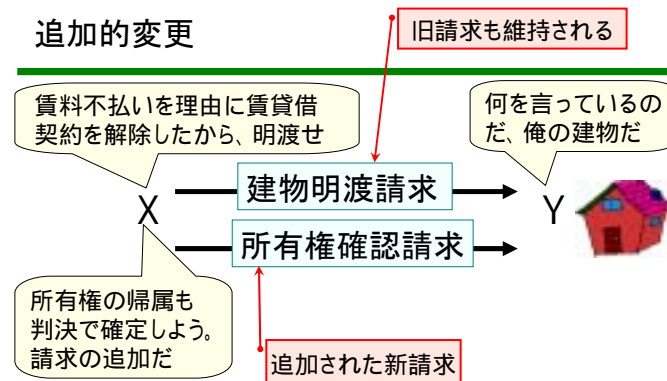 追加的変更
旧請求も維持される
賃料不払いを理由に賃貸借
契約を解除したから、明渡せ
何を言っているの
だ、俺の建物だ
建物明渡請求
X
Y
所有権確認請求
所有権の帰属も
判決で確定しよう。
請求の追加だ
追加された新請求